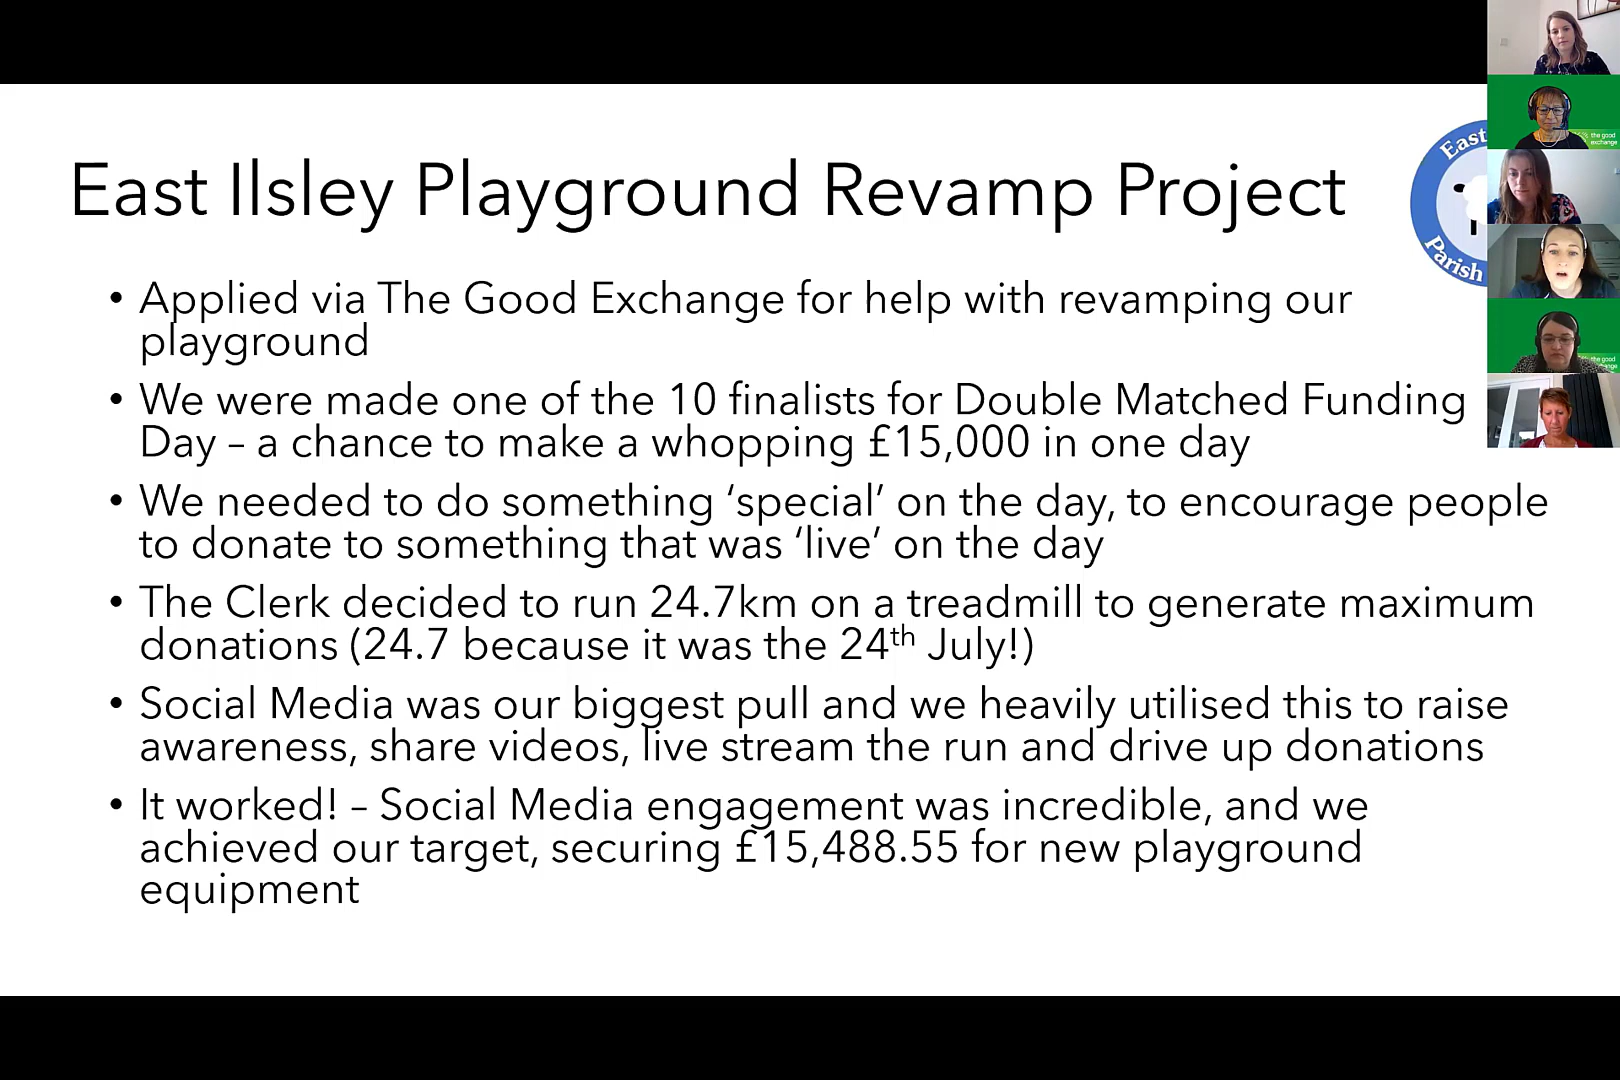 East Ilsley Playground Revamp Project
East
Parish
the good
exchange
the good
exchange
• Applied via The Good Exchange for help with revamping our
playground
• We were made one of the 10 finalists for Double Matched Funding
Day – a chance to make a whopping £15,000 in one day
• We needed to do something ‘special’ on the day, to encourage people
to donate to something that was ‘live’ on the day
• The Clerk decided to run 24.7km on a treadmill to generate maximum
donations (24.7 because it was the 24th July!)
• Social Media was our biggest pull and we heavily utilised this to raise
awareness, share videos, live stream the run and drive up donations
• It worked! – Social Media engagement was incredible, and we
achieved our target, securing £15,488.55 for new playground
equipment